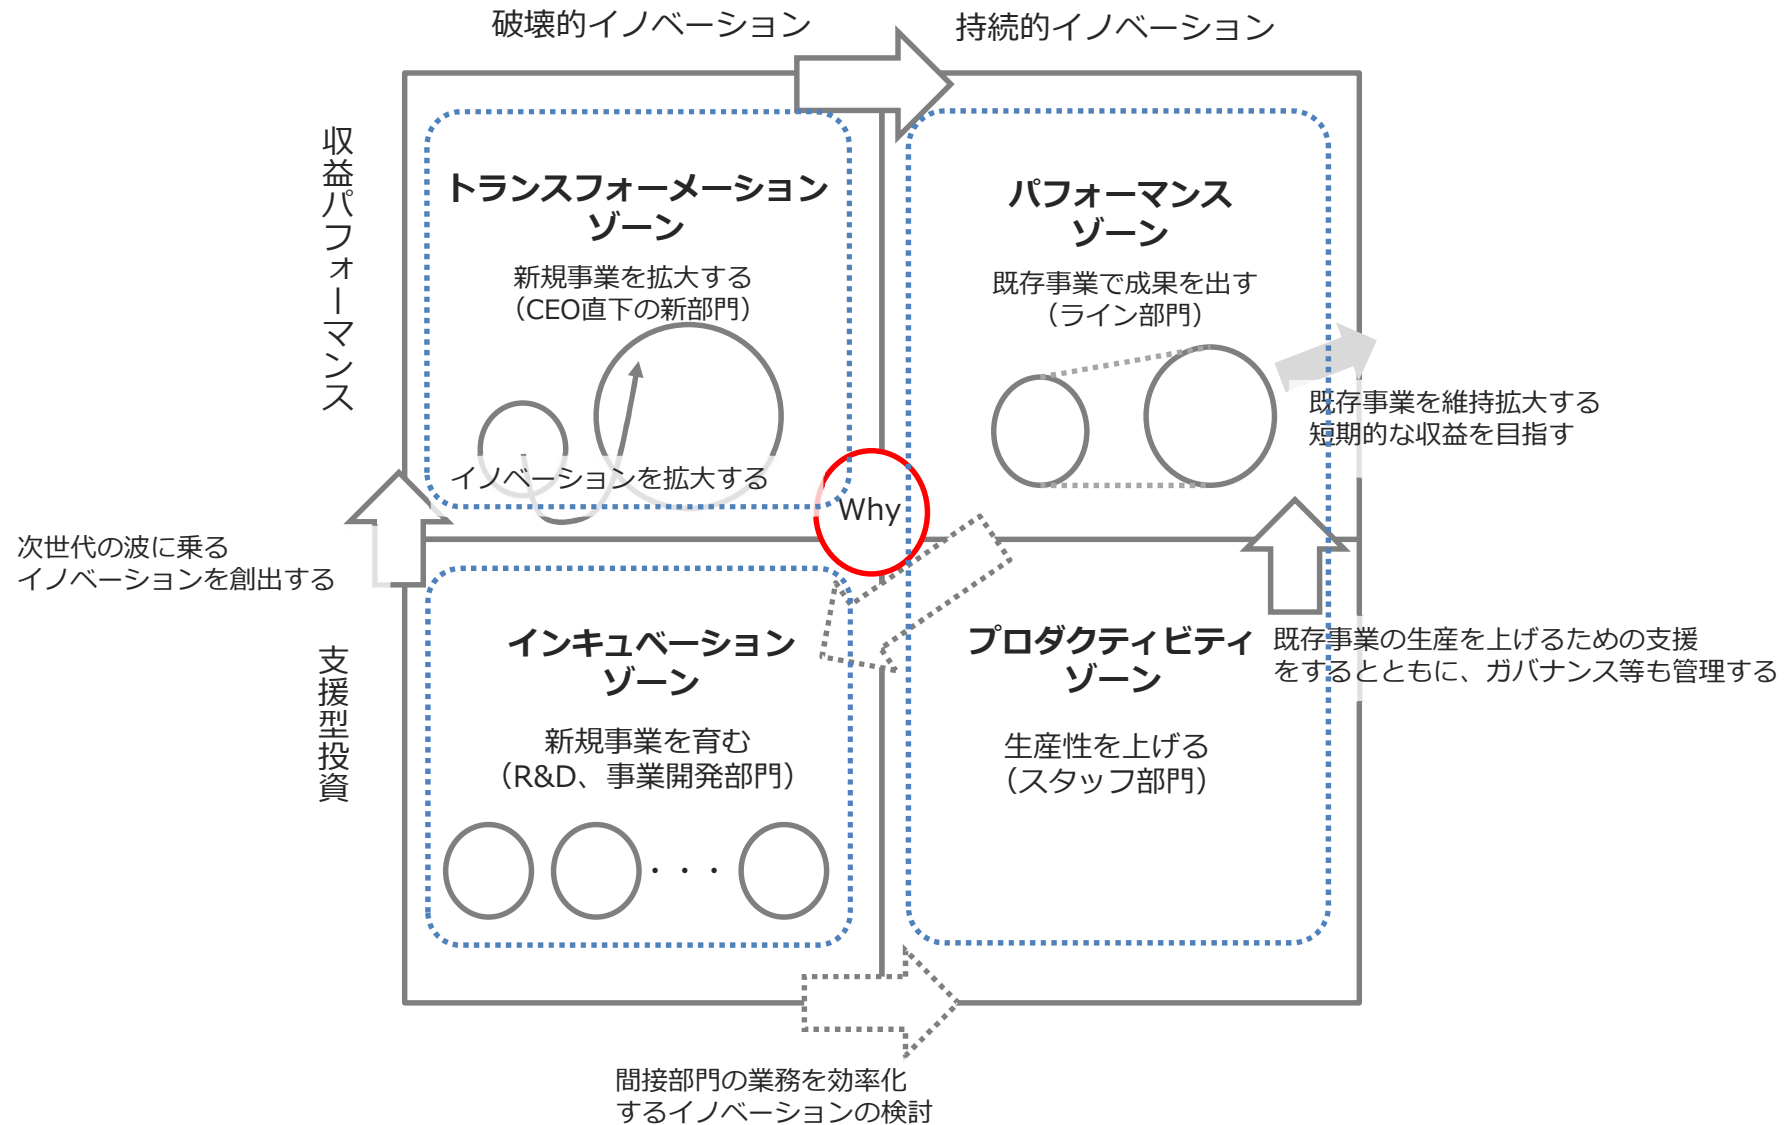 破壊的イノベーション
持続的イノベーション
収益パフォーマンス
トランスフォーメーション
ゾーン
新規事業を拡大する
（CEO直下の新部門）
イノベーションを拡大する
パフォーマンス
ゾーン
既存事業で成果を出す
（ライン部門）
既存事業を維持拡大する
短期的な収益を目指す
Why
次世代の波に乗る
イノベーションを創出する
支援型投資
インキュベーション
ゾーン
新規事業を育む
（R&D、事業開発部門）
・・・
プロダクティビティ
ゾーン
生産性を上げる
（スタッフ部門）
既存事業の生産を上げるための支援
をするとともに、ガバナンス等も管理する
間接部門の業務を効率化
するイノベーションの検討